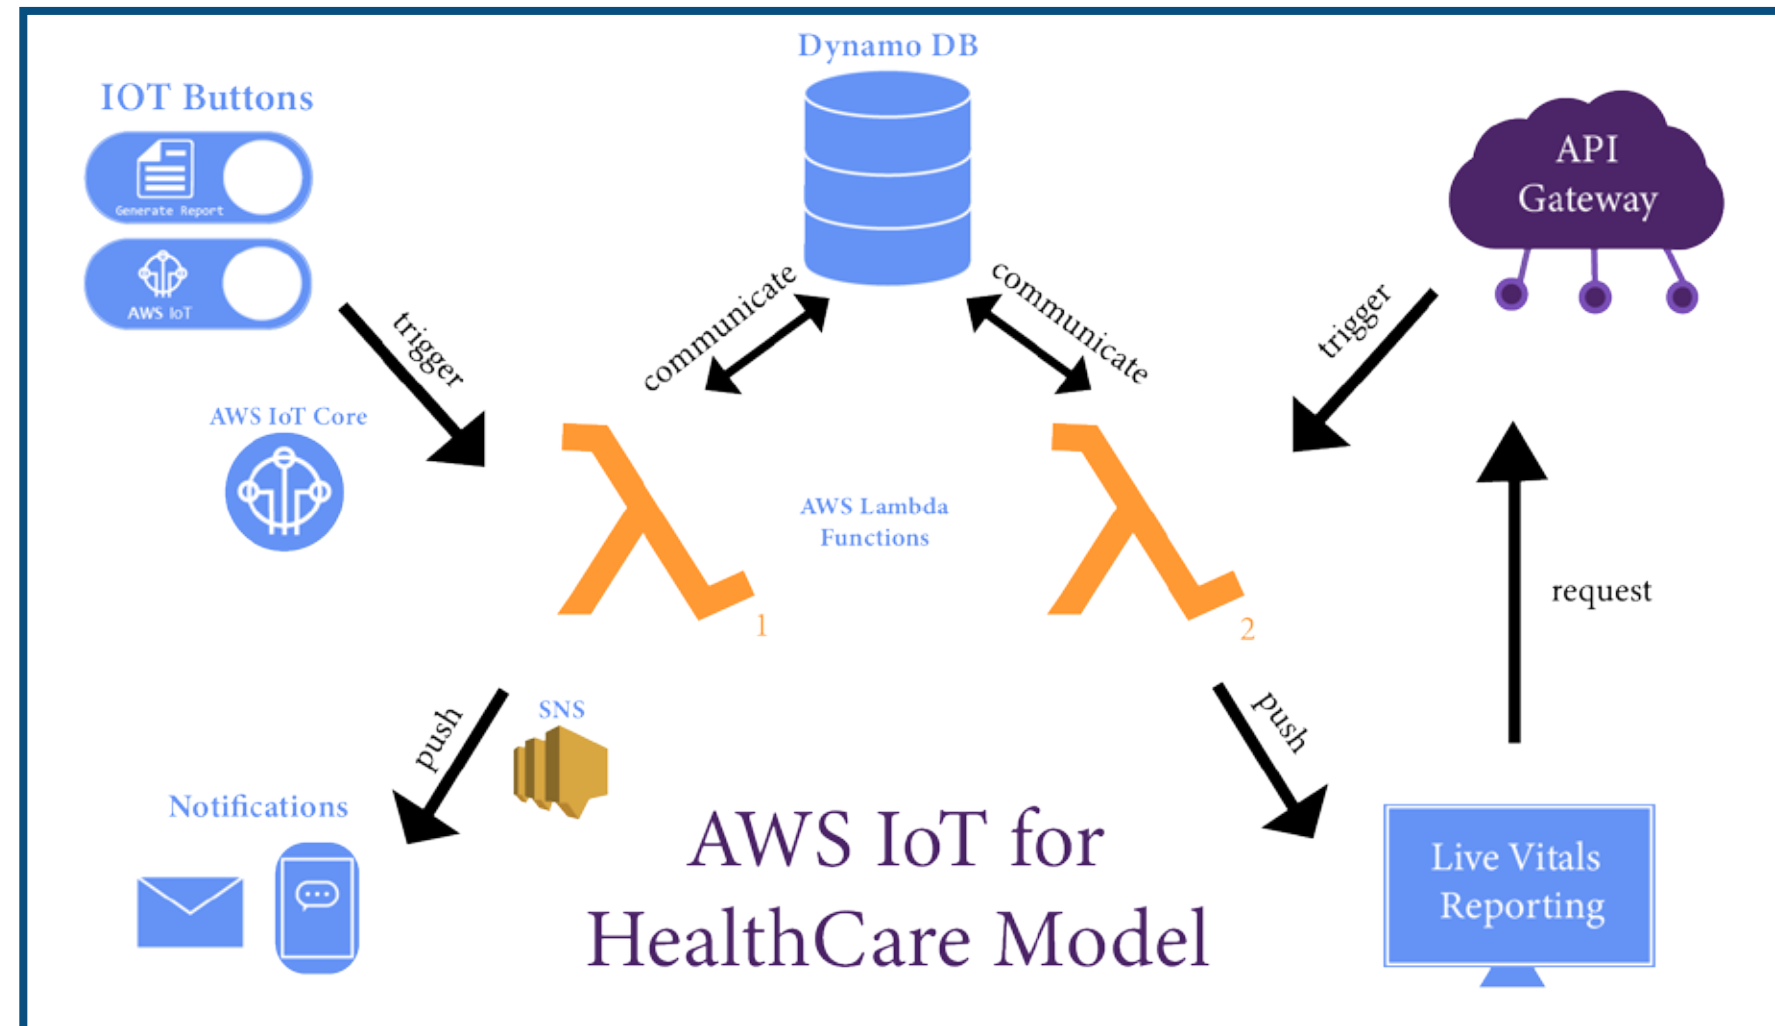 Dynamo DB
IOT Buttons
Generate Report
AWS IoT
API
Gateway
trigger
communicate
communicate
trigger
AWS IoT Core
AWS Lambda
Functions
1
2
request
push
SNS
push
Notifications
AWS IoT for
HealthCare Model
Live Vitals
Reporting